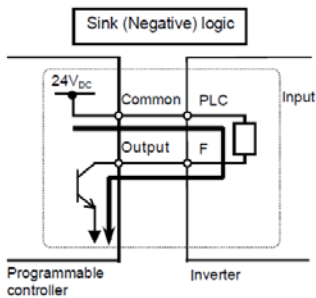 Sink (Negative) logic
24VDC
Common PLC Input
Output F
Programmable controller
Inverter